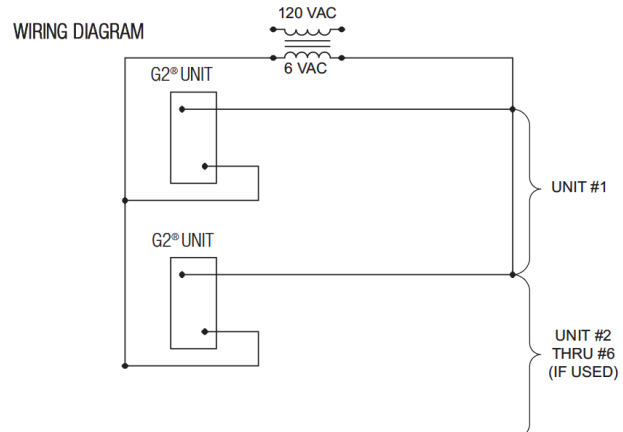 120 VAC
WIRING DIAGRAM
6 VAC
G2® UNIT
UNIT #1
G2® UNIT
UNIT #2
THRU #6
(IF USED)